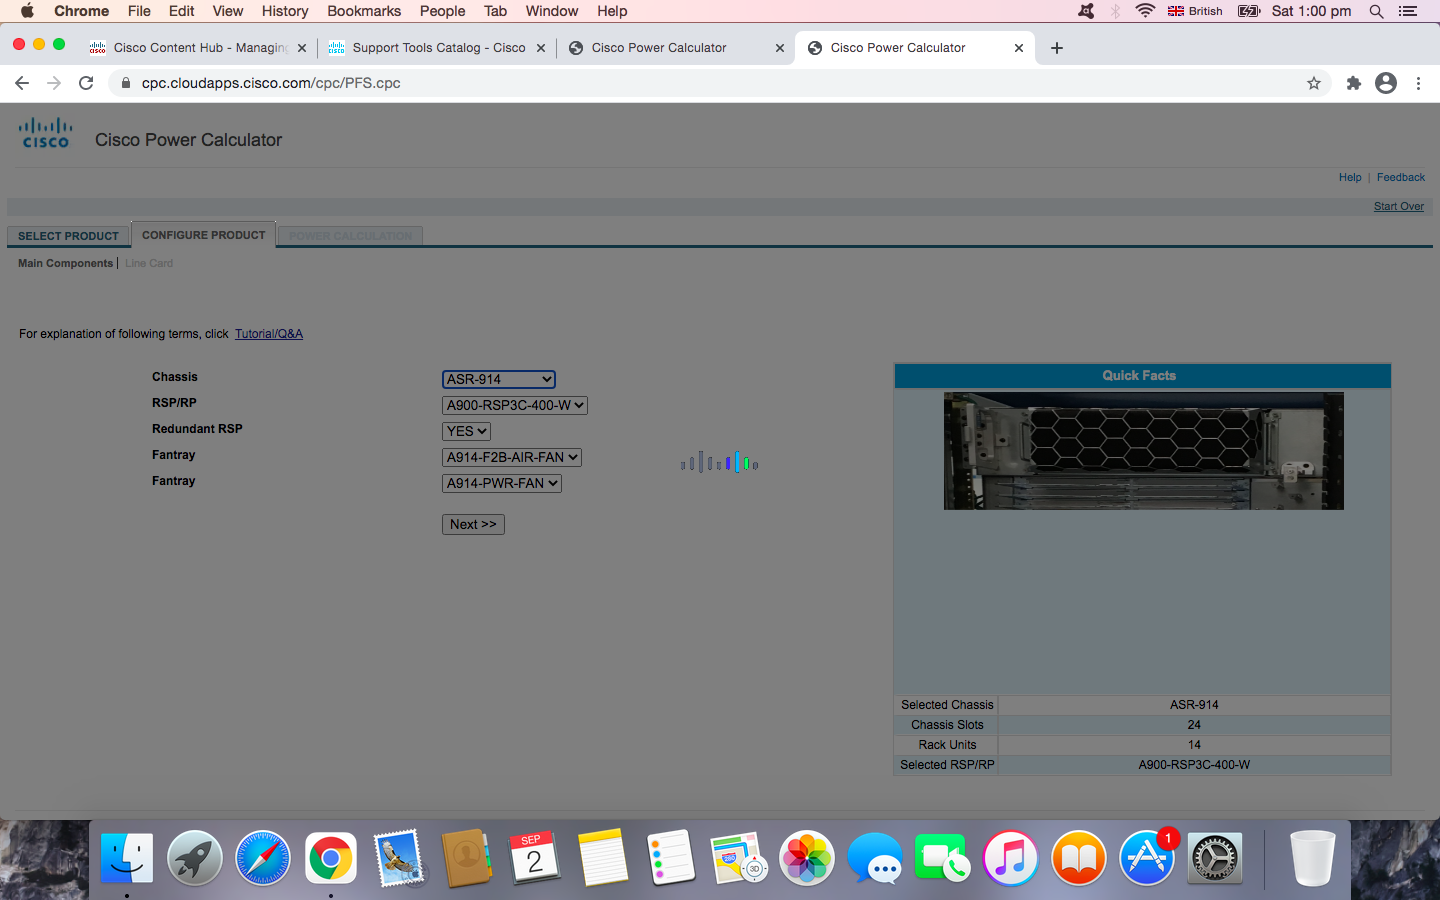 Chrome File Edit View History Bookmarks People Tab Window Help British Sat 1:00 pm
Cisco Content Hub - Managing Support Tools Catalog - Cisco Cisco Power Calculator Cisco Power Calculator
cpc.cloudapps.cisco.com/cpc/PFS.cpc
CISCO Cisco Power Calculator
Help | Feedback
Start Over
SELECT PRODUCT CONFIGURE PRODUCT POWER CALCULATION
Main Components | Line Card
For explanation of following terms, click Tutorial/Q&A
Chassis ASR-914
RSP/RP A900-RSP3C-400-W
Redundant RSP YES
Fantray A914-F2B-AIR-FAN
Fantray A914-PWR-FAN
Next >>
Quick Facts
Selected Chassis ASR-914
Chassis Slots 24
Rack Units 14
Selected RSP/RP A900-RSP3C-400-W
SEP
2
280
3D
1